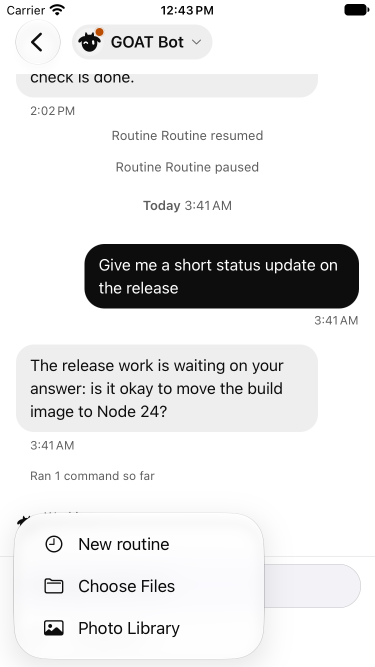 Carrier 12:43 PM
GOAT Bot
check is done.
2:02 PM
Routine Routine resumed
Routine Routine paused
Today 3:41 AM
Give me a short status update on
the release
3:41 AM
The release work is waiting on your
answer: is it okay to move the build
image to Node 24?
3:41 AM
Ran 1 command so far
New routine
Choose Files
Photo Library